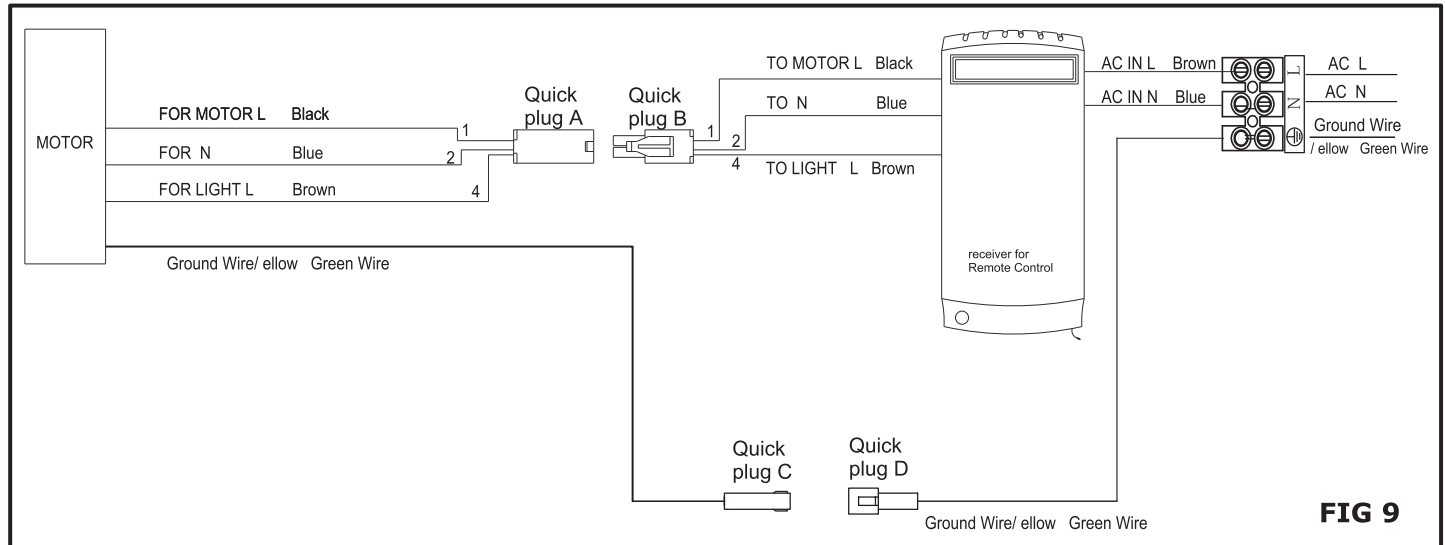 MOTOR
FOR MOTOR L Black
FOR N Blue
FOR LIGHT L Brown
1
2
4
Ground Wire/ ellow Green Wire
Quick
plug A
Quick
plug B
1
2
4
TO MOTOR L Black
TO N Blue
TO LIGHT L Brown
receiver for
Remote Control
AC IN L Brown
AC IN N Blue
L
N
AC L
AC N
Ground Wire
/ ellow Green Wire
Quick
plug C
Quick
plug D
Ground Wire/ ellow Green Wire
FIG 9